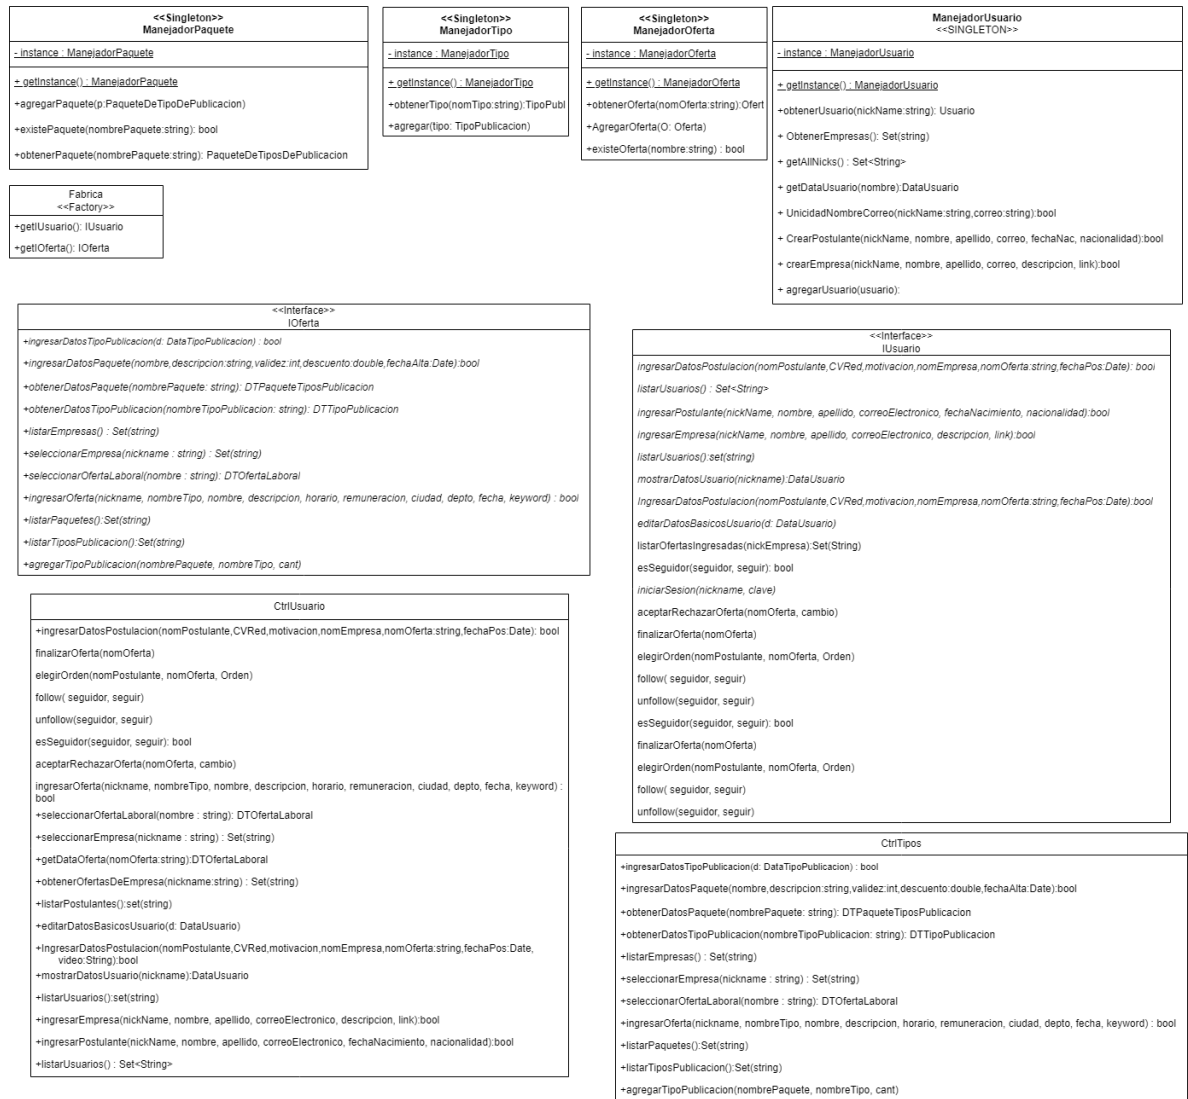 <<Singleton>>
ManejadorPaquete
- instance : ManejadorPaquete
+ getInstance() : ManejadorPaquete
+agregarPaquete(p:PaqueteDeTipoDePublicacion)
+existePaquete(nombrePaquete:string): bool
+obtenerPaquete(nombrePaquete:string): PaqueteDeTiposDePublicacion
<<Singleton>>
ManejadorTipo
- instance : ManejadorTipo
+ getInstance() : ManejadorTipo
+obtenerTipo(nomTipo:string):TipoPubl
+agregar(tipo: TipoPublicacion)
<<Singleton>>
ManejadorOferta
- instance : ManejadorOferta
+ getInstance() : ManejadorOferta
+obtenerOferta(nomOferta:string):Ofert
+AgregarOferta(O: Oferta)
+existeOferta(nombre:string) : bool
ManejadorUsuario
<<SINGLETON>>
- instance : ManejadorUsuario
+ getInstance() : ManejadorUsuario
+obtenerUsuario(nickName:string): Usuario
+ ObtenerEmpresas(): Set(string)
+ getAllNicks() : Set<String>
+ getDataUsuario(nombre):DataUsuario
+ UnicidadNombreCorreo(nickName:string,correo:string):bool
+ CrearPostulante(nickName, nombre, apellido, correo, fechaNac, nacionalidad):bool
+ crearEmpresa(nickName, nombre, apellido, correo, descripcion, link):bool
+ agregarUsuario(usuario):
Fabrica
<<Factory>>
+getIUsuario(): IUsuario
+getIOferta(): IOferta
<<Interface>>
IOferta
+ingresarDatosTipoPublicacion(d: DataTipoPublicacion) : bool
+ingresarDatosPaquete(nombre,descripcion:string,validez:int,descuento:double,fechaAlta:Date):bool
+obtenerDatosPaquete(nombrePaquete: string): DTPaqueteTiposPublicacion
+obtenerDatosTipoPublicacion(nombreTipoPublicacion: string): DTTipoPublicacion
+listarEmpresas() : Set(string)
+seleccionarEmpresa(nickname : string) : Set(string)
+seleccionarOfertaLaboral(nombre : string): DTOfertaLaboral
+ingresarOferta(nickname, nombreTipo, nombre, descripcion, horario, remuneracion, ciudad, depto, fecha, keyword) : bool
+listarPaquetes():Set(string)
+listarTiposPublicacion():Set(string)
+agregarTipoPublicacion(nombrePaquete, nombreTipo, cant)
<<Interface>>
IUsuario
ingresarDatosPostulacion(nomPostulante,CVRed,motivacion,nomEmpresa,nomOferta:string,fechaPos:Date): bool
listarUsuarios() : Set<String>
ingresarPostulante(nickName, nombre, apellido, correoElectronico, fechaNacimiento, nacionalidad):bool
ingresarEmpresa(nickName, nombre, apellido, correoElectronico, descripcion, link):bool
listarUsuarios():set(string)
mostrarDatosUsuario(nickname):DataUsuario
IngresarDatosPostulacion(nomPostulante,CVRed,motivacion,nomEmpresa,nomOferta:string,fechaPos:Date):bool
editarDatosBasicosUsuario(d: DataUsuario)
listarOfertasIngresadas(nickEmpresa):Set(String)
esSeguidor(seguidor, seguir): bool
iniciarSesion(nickname, clave)
aceptarRechazarOferta(nomOferta, cambio)
finalizarOferta(nomOferta)
elegirOrden(nomPostulante, nomOferta, Orden)
follow( seguidor, seguir)
unfollow(seguidor, seguir)
esSeguidor(seguidor, seguir): bool
finalizarOferta(nomOferta)
elegirOrden(nomPostulante, nomOferta, Orden)
follow( seguidor, seguir)
unfollow(seguidor, seguir)
CtrlUsuario
+ingresarDatosPostulacion(nomPostulante,CVRed,motivacion,nomEmpresa,nomOferta:string,fechaPos:Date): bool
finalizarOferta(nomOferta)
elegirOrden(nomPostulante, nomOferta, Orden)
follow( seguidor, seguir)
unfollow(seguidor, seguir)
esSeguidor(seguidor, seguir): bool
aceptarRechazarOferta(nomOferta, cambio)
ingresarOferta(nickname, nombreTipo, nombre, descripcion, horario, remuneracion, ciudad, depto, fecha, keyword) :
bool
+seleccionarOfertaLaboral(nombre : string): DTOfertaLaboral
+seleccionarEmpresa(nickname : string) : Set(string)
+getDataOferta(nomOferta:string):DTOfertaLaboral
+obtenerOfertasDeEmpresa(nickname:string) : Set(string)
+listarPostulantes():set(string)
+editarDatosBasicosUsuario(d: DataUsuario)
+IngresarDatosPostulacion(nomPostulante,CVRed,motivacion,nomEmpresa,nomOferta:string,fechaPos:Date,
video:String):bool
+mostrarDatosUsuario(nickname):DataUsuario
+listarUsuarios():set(string)
+ingresarEmpresa(nickName, nombre, apellido, correoElectronico, descripcion, link):bool
+ingresarPostulante(nickName, nombre, apellido, correoElectronico, fechaNacimiento, nacionalidad):bool
+listarUsuarios() : Set<String>
CtrlTipos
+ingresarDatosTipoPublicacion(d: DataTipoPublicacion) : bool
+ingresarDatosPaquete(nombre,descripcion:string,validez:int,descuento:double,fechaAlta:Date):bool
+obtenerDatosPaquete(nombrePaquete: string): DTPaqueteTiposPublicacion
+obtenerDatosTipoPublicacion(nombreTipoPublicacion: string): DTTipoPublicacion
+listarEmpresas() : Set(string)
+seleccionarEmpresa(nickname : string) : Set(string)
+seleccionarOfertaLaboral(nombre : string): DTOfertaLaboral
+ingresarOferta(nickname, nombreTipo, nombre, descripcion, horario, remuneracion, ciudad, depto, fecha, keyword) : bool
+listarPaquetes():Set(string)
+listarTiposPublicacion():Set(string)
+agregarTipoPublicacion(nombrePaquete, nombreTipo, cant)